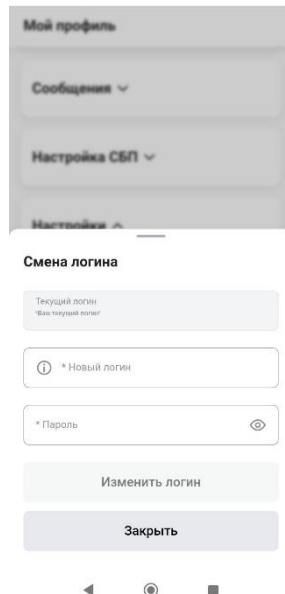 Мой профиль
Сообщения
Настройка СБП
Настройки
Смена логина
Текущий логин
*Ваш текущий логин*
* Новый логин
* Пароль
Изменить логин
Закрыть